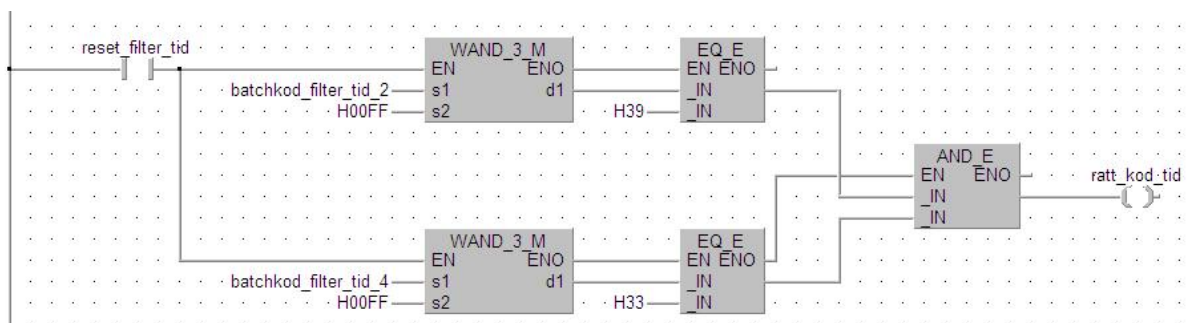 reset_filter_tid
WAND_3_M
EN ENO
batchkod_filter_tid_2 s1 d1
H00FF s2
EQ_E
EN ENO
_IN
H39 _IN
AND_E
EN ENO
_IN
_IN
ratt_kod_tid
WAND_3_M
EN ENO
batchkod_filter_tid_4 s1 d1
H00FF s2
EQ_E
EN ENO
_IN
H33 _IN